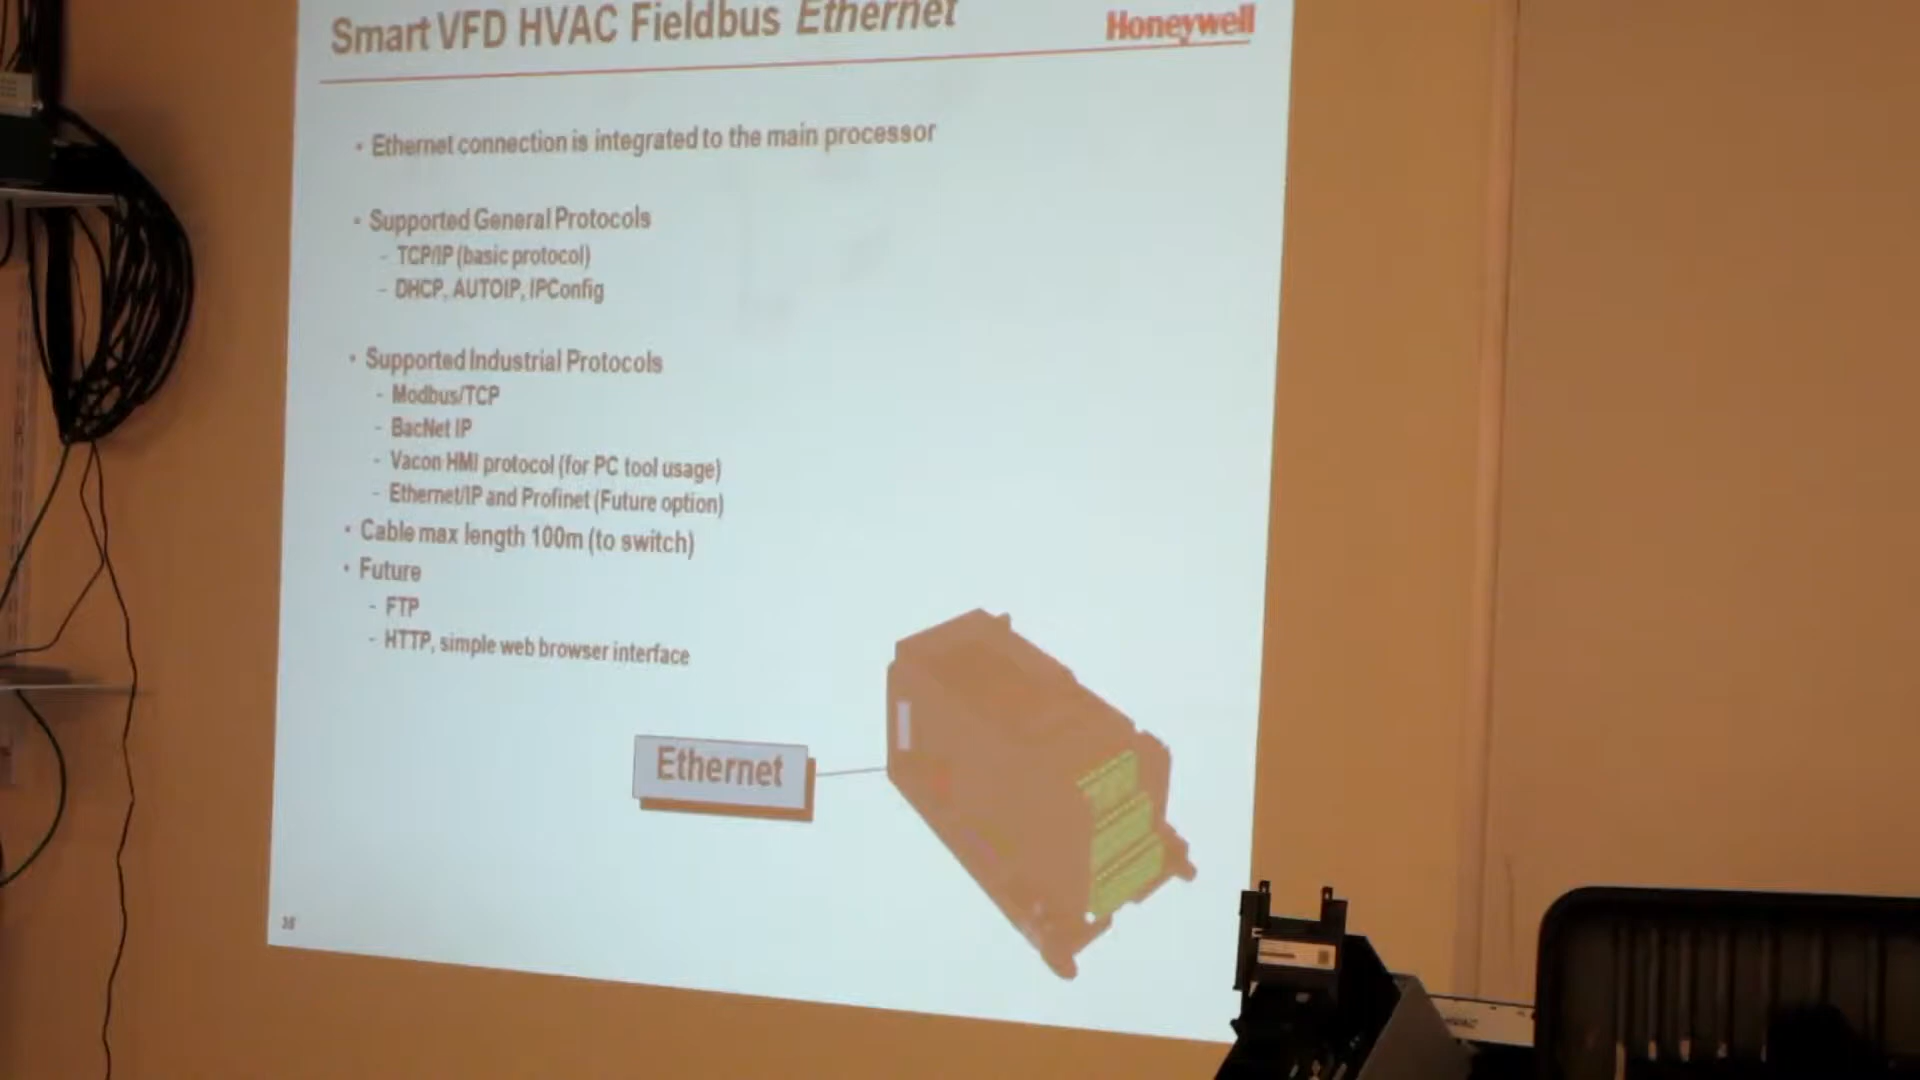 Smart VFD HVAC Fieldbus Ethernet
Honeywell
• Ethernet connection is integrated to the main processor
• Supported General Protocols
- TCP/IP (basic protocol)
- DHCP, AUTOIP, IPConfig
• Supported Industrial Protocols
- Modbus/TCP
- BacNet IP
- Vacon HMI protocol (for PC tool usage)
- Ethernet/IP and Profinet (Future option)
• Cable max length 100m (to switch)
• Future
- FTP
- HTTP, simple web browser interface
Ethernet
HVAC